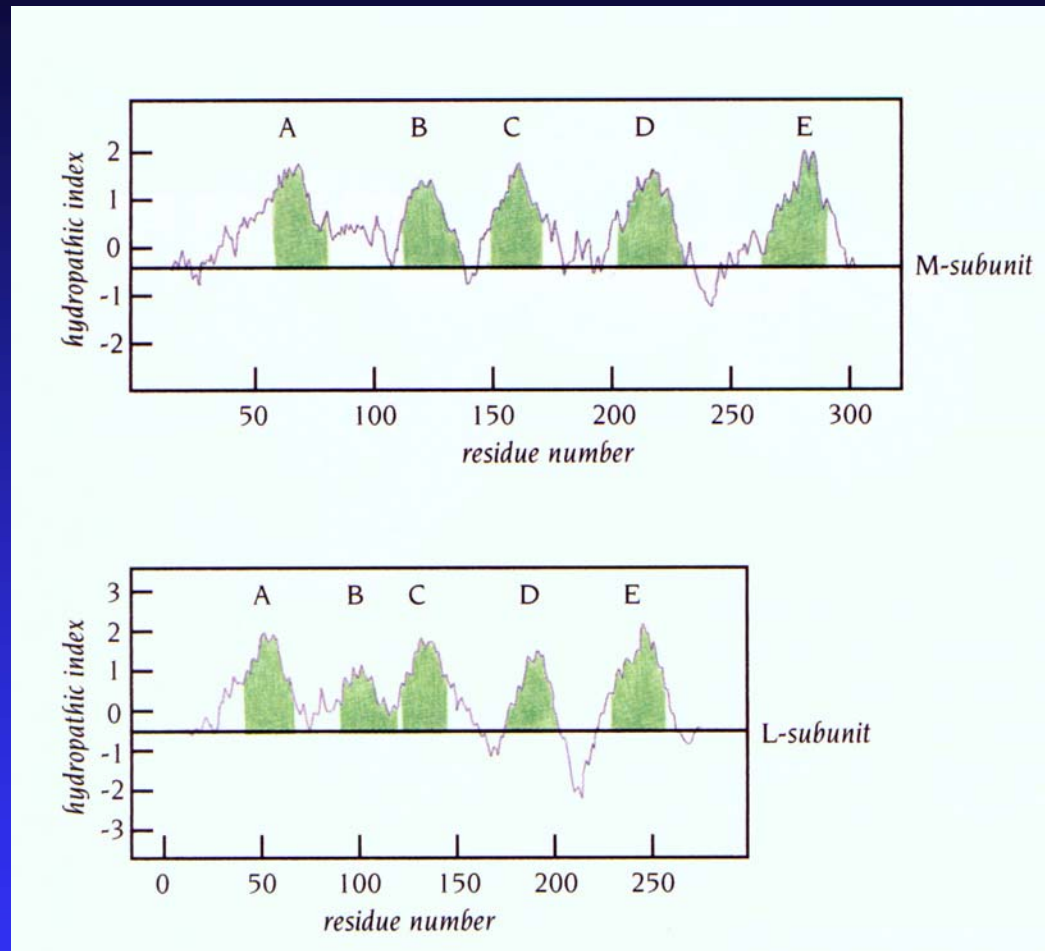 A B C D E
2
1
0
-1
-2
hydropathic index
M-subunit
50 100 150 200 250 300
residue number
A B C D E
3
2
1
0
-1
-2
-3
hydropathic index
L-subunit
0 50 100 150 200 250
residue number